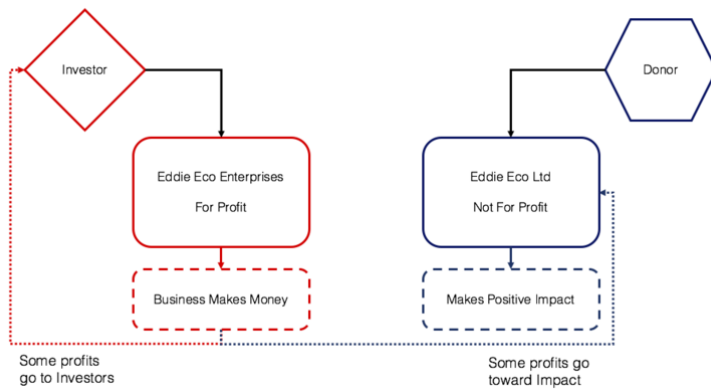 Investor
Donor
Eddie Eco Enterprises
For Profit
Eddie Eco Ltd
Not For Profit
Business Makes Money
Makes Positive Impact
Some profits
go to Investors
Some profits go
toward Impact